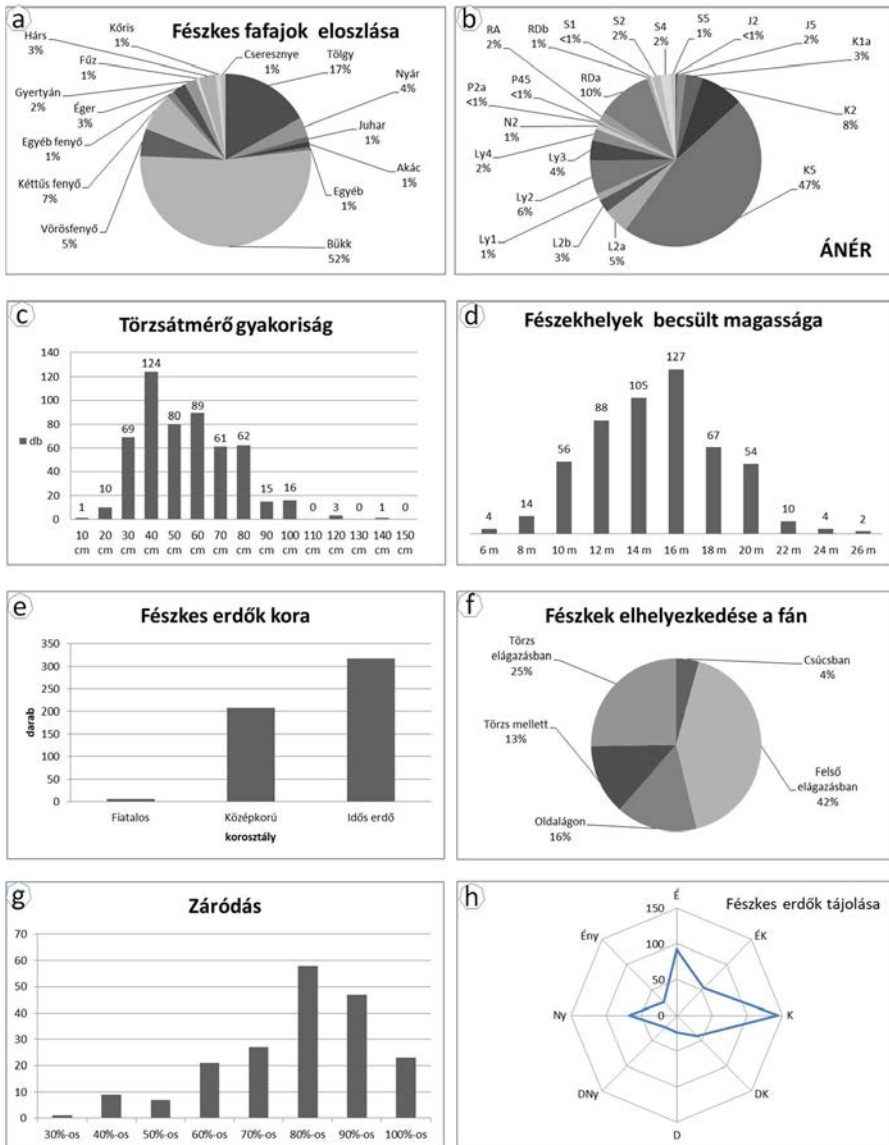 a
Fészkes fafajok eloszlása
Kőris
1%
Hárs
3%
Fűz
1%
Gyertyán
2%
Éger
3%
Egyéb fenyő
1%
Kéttűs fenyő
7%
Vörösfenyő
5%
Cseresznye
1%
Tölgy
17%
Nyár
4%
Juhar
1%
Akác
1%
Egyéb
1%
Bükk
52%
b
RA
2%
RDb
1%
S1
<1%
S2
2%
S4
2%
S5
1%
J2
<1%
J5
2%
K1a
3%
K2
8%
K5
47%
P2a
<1%
P45
<1%
RDa
10%
N2
1%
Ly4
2%
Ly3
4%
Ly2
6%
Ly1
1%
L2b
3%
L2a
5%
ÁNÉR
c
Törzsátmérő gyakoriság
140
120
100
80
60
40
20
0
db
1 10 69 124 80 89 61 62 15 16 0 3 0 1 0
10 20 30 40 50 60 70 80 90 100 110 120 130 140 150
cm cm cm cm cm cm cm cm cm cm cm cm cm cm cm
d
Fészekhelyek becsült magassága
4 14 56 88 105 127 67 54 10 4 2
6 m 8 m 10 m 12 m 14 m 16 m 18 m 20 m 22 m 24 m 26 m
e
Fészkes erdők kora
350
300
250
200
150
100
50
0
darab
Fiatalos Középkorú Idős erdő
korosztály
f
Fészkek elhelyezkedése a fán
Törzs
elágazásban
25%
Csúcsban
4%
Törzs mellett
13%
Felső
elágazásban
42%
Oldalágon
16%
g
Záródás
70
60
50
40
30
20
10
0
30%-os 40%-os 50%-os 60%-os 70%-os 80%-os 90%-os 100%-os
h
Fészkes erdők tájolása
É
ÉK
K
DK
D
DNy
Ny
Ény
150
100
50
0